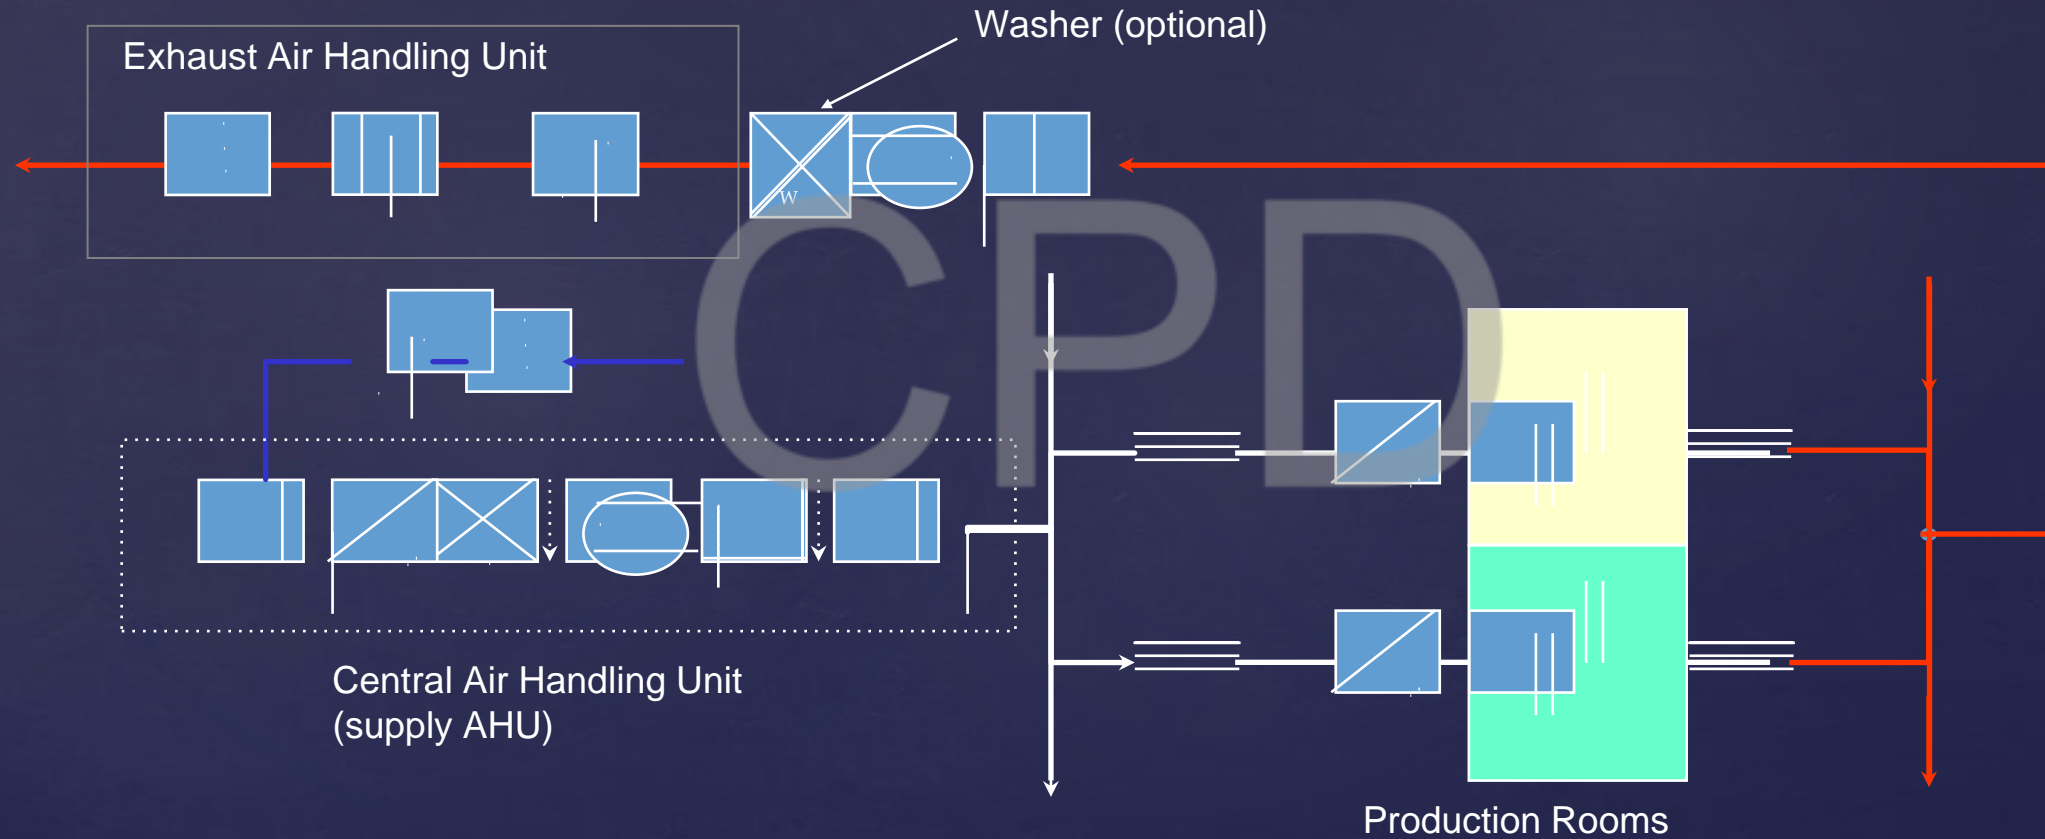 Washer (optional)
Exhaust Air Handling Unit
W
CPD
Central Air Handling Unit
(supply AHU)
Production Rooms